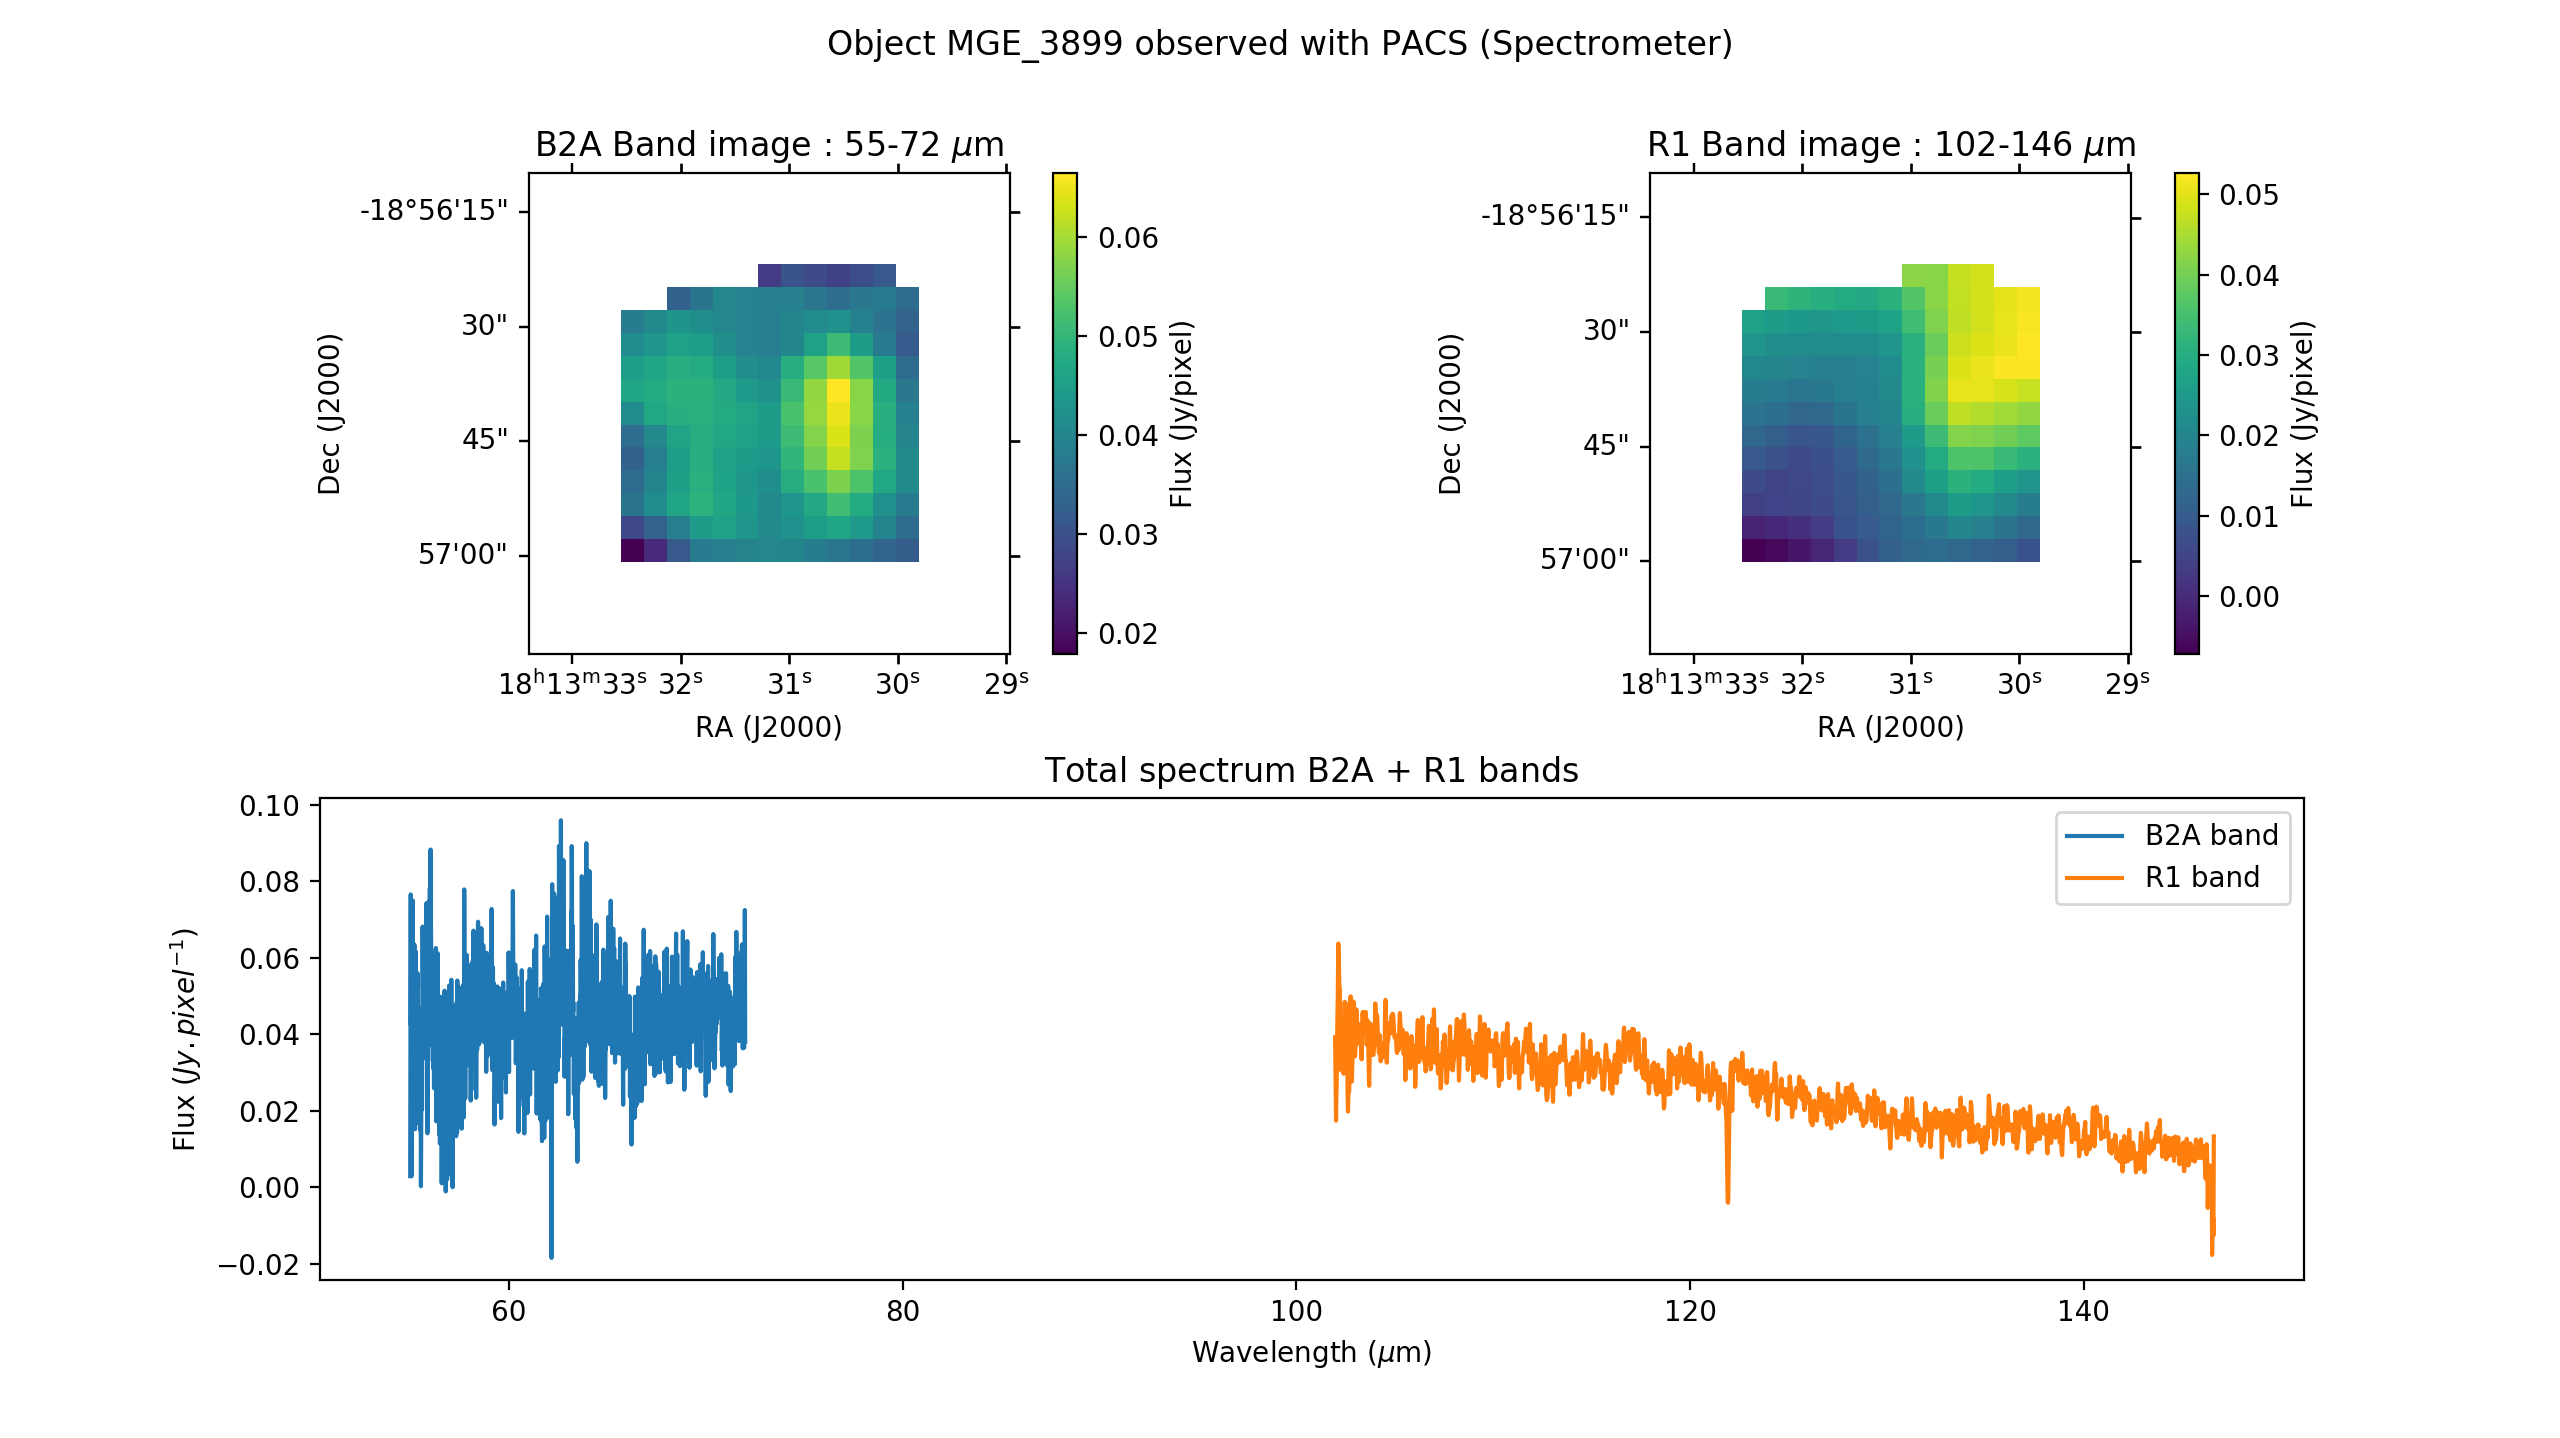 Object MGE_3899 observed with PACS (Spectrometer)
B2A Band image : 55-72 μm
-18°56'15"
30"
45"
57'00"
Dec (J2000)
18ʰ13ᵐ33ˢ 32ˢ 31ˢ 30ˢ 29ˢ
RA (J2000)
0.06
0.05
0.04
0.03
0.02
Flux (Jy/pixel)
R1 Band image : 102-146 μm
-18°56'15"
30"
45"
57'00"
Dec (J2000)
18ʰ13ᵐ33ˢ 32ˢ 31ˢ 30ˢ 29ˢ
RA (J2000)
0.05
0.04
0.03
0.02
0.01
0.00
Flux (Jy/pixel)
Total spectrum B2A + R1 bands
0.10
0.08
0.06
0.04
0.02
0.00
−0.02
Flux (Jy.pixel⁻¹)
B2A band
R1 band
60 80 100 120 140
Wavelength (μm)